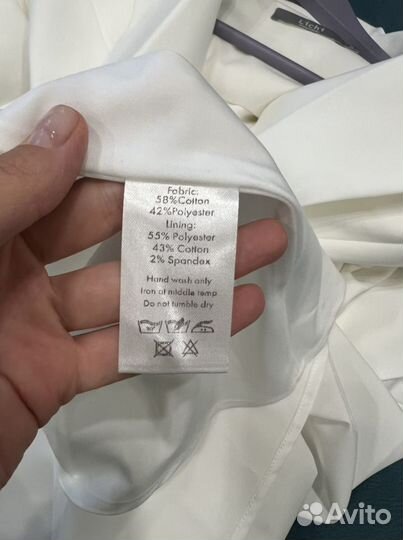 Lichi
Fabric:
58%Cotton
42%Polyester
Lining:
55% Polyester
43% Cotton
2% Spandex
Hand wash only
Iron at middle temp
Do not tumble dry
Avito